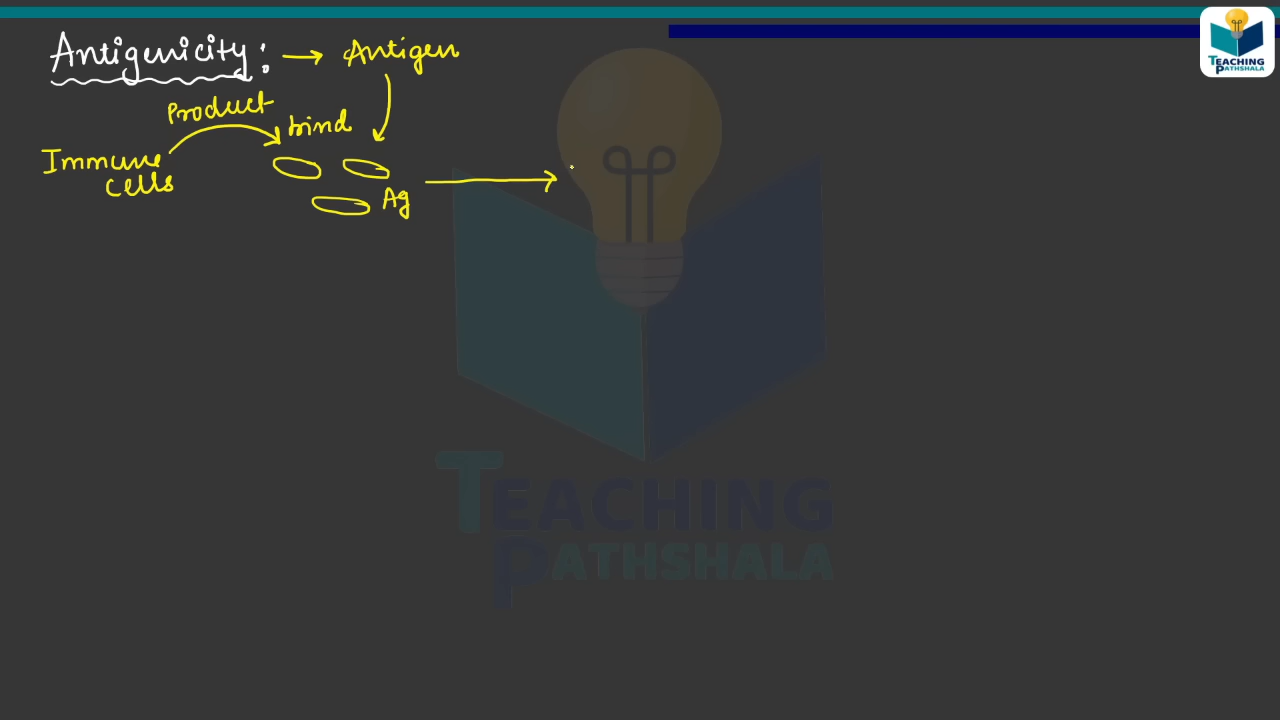 Antigenicity: → Antigen
Product
bind
Immune
cells
Ag
TEACHING
PATHSHALA
TEACHING
PATHSHALA